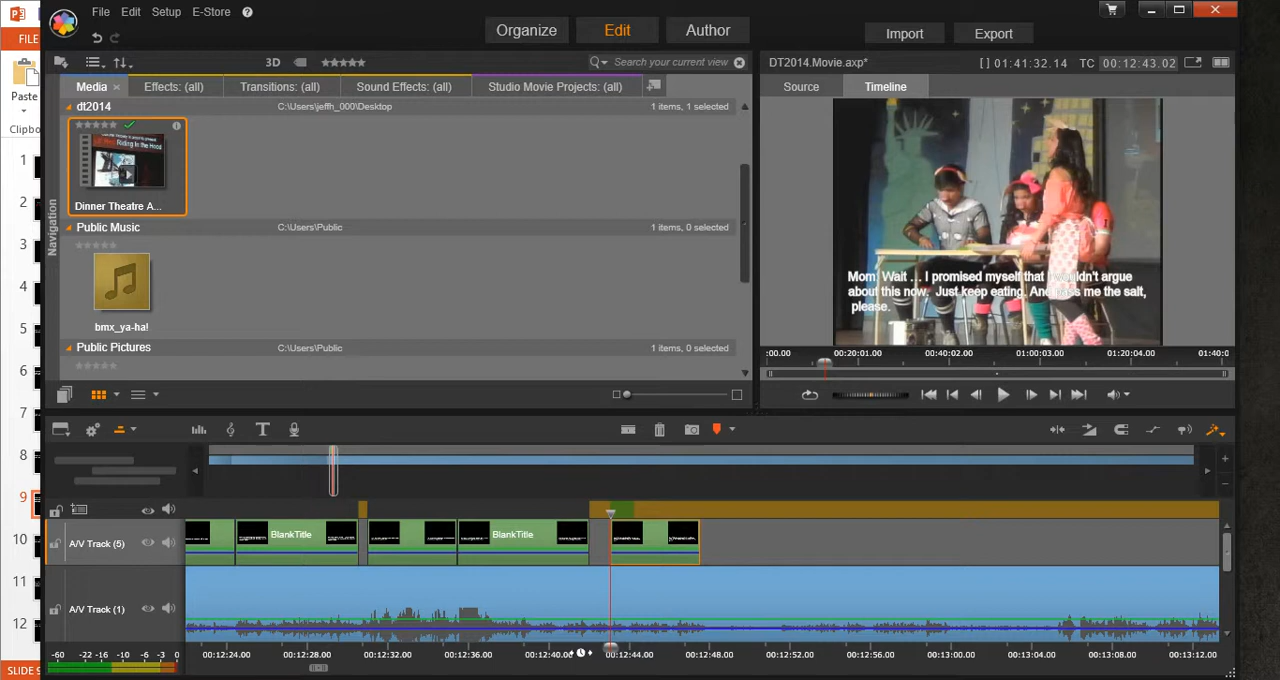 File Edit Setup E-Store ?
FILE
Organize Edit Author
Import Export
3D
Search your current view
DT2014.Movie.axp*
[ ] 01:41:32.14 TC 00:12:43.02
Paste
Clipbo
Media × Effects: (all) Transitions: (all) Sound Effects: (all) Studio Movie Projects: (all)
Source Timeline
dt2014 C:\Users\jeffh_000\Desktop 1 items, 1 selected
Riding In the Hood
Dinner Theatre A...
Navigation
Public Music C:\Users\Public 1 items, 0 selected
bmx_ya-ha!
Public Pictures C:\Users\Public 1 items, 0 selected
Mom: Wait ... I promised myself that I wouldn't argue
about this now. Just keep eating. And pass me the salt,
please.
:00.00 00:20:01.00 00:40:02.00 01:00:03.00 01:20:04.00 01:40:0
1
2
3
4
5
6
7
8
9
10
11
12
A/V Track (5)
BlankTitle
BlankTitle
A/V Track (1)
-60 -22 -16 -10 -6 -3 0
00:12:24.00 00:12:28.00 00:12:32.00 00:12:36.00 00:12:40.00 00:12:44.00 00:12:48.00 00:12:52.00 00:12:56.00 00:13:00.00 00:13:04.00 00:13:08.00 00:13:12.00
SLIDE 9